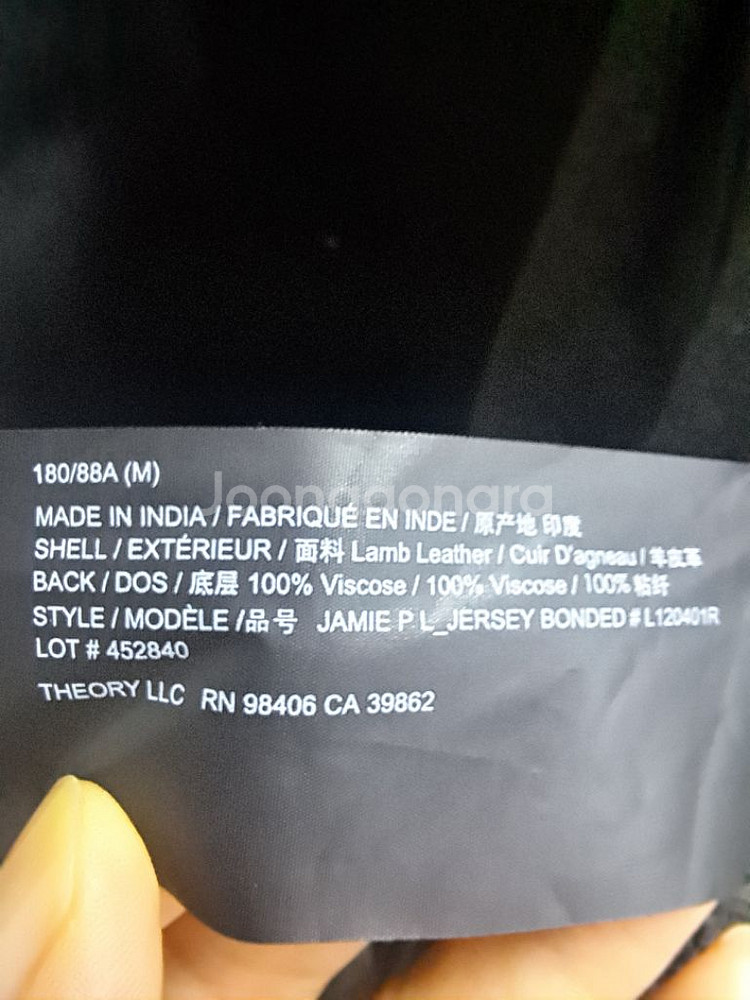 180/88A (M)
Joonggongra
MADE IN INDIA / FABRIQUÉ EN INDE / 原产地 印度
SHELL / EXTÉRIEUR / 面料 Lamb Leather / Cuir D'agneau / 羊皮革
BACK / DOS / 底层 100% Viscose / 100% Viscose / 100% 粘纤
STYLE / MODÈLE /品号 JAMIE P L_JERSEY BONDED # L120401R
LOT # 452840
THEORY LLC RN 98406 CA 39862